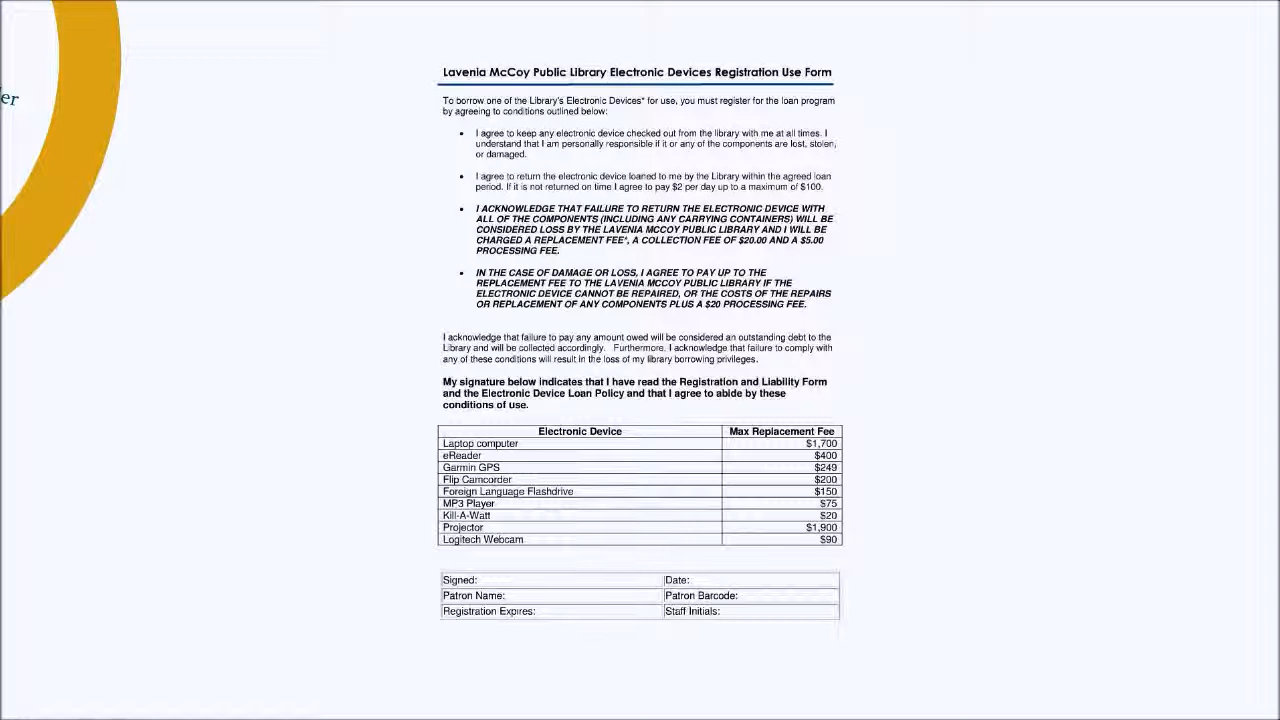 er
Lavenia McCoy Public Library Electronic Devices Registration Use Form
To borrow one of the Library's Electronic Devices* for use, you must register for the loan program
by agreeing to conditions outlined below:
• I agree to keep any electronic device checked out from the library with me at all times. I
understand that I am personally responsible if it or any of the components are lost, stolen,
or damaged.
• I agree to return the electronic device loaned to me by the Library within the agreed loan
period. If it is not returned on time I agree to pay $2 per day up to a maximum of $100.
• I ACKNOWLEDGE THAT FAILURE TO RETURN THE ELECTRONIC DEVICE WITH
ALL OF THE COMPONENTS (INCLUDING ANY CARRYING CONTAINERS) WILL BE
CONSIDERED LOSS BY THE LAVENIA MCCOY PUBLIC LIBRARY AND I WILL BE
CHARGED A REPLACEMENT FEE*, A COLLECTION FEE OF $20.00 AND A $5.00
PROCESSING FEE.
• IN THE CASE OF DAMAGE OR LOSS, I AGREE TO PAY UP TO THE
REPLACEMENT FEE TO THE LAVENIA MCCOY PUBLIC LIBRARY IF THE
ELECTRONIC DEVICE CANNOT BE REPAIRED, OR THE COSTS OF THE REPAIRS
OR REPLACEMENT OF ANY COMPONENTS PLUS A $20 PROCESSING FEE.
I acknowledge that failure to pay any amount owed will be considered an outstanding debt to the
Library and will be collected accordingly. Furthermore, I acknowledge that failure to comply with
any of these conditions will result in the loss of my library borrowing privileges.
My signature below indicates that I have read the Registration and Liability Form
and the Electronic Device Loan Policy and that I agree to abide by these
conditions of use.
Electronic Device Max Replacement Fee
Laptop computer $1,700
eReader $400
Garmin GPS $249
Flip Camcorder $200
Foreign Language Flashdrive $150
MP3 Player $75
Kill-A-Watt $20
Projector $1,900
Logitech Webcam $90
Signed: Date:
Patron Name: Patron Barcode:
Registration Expires: Staff Initials: